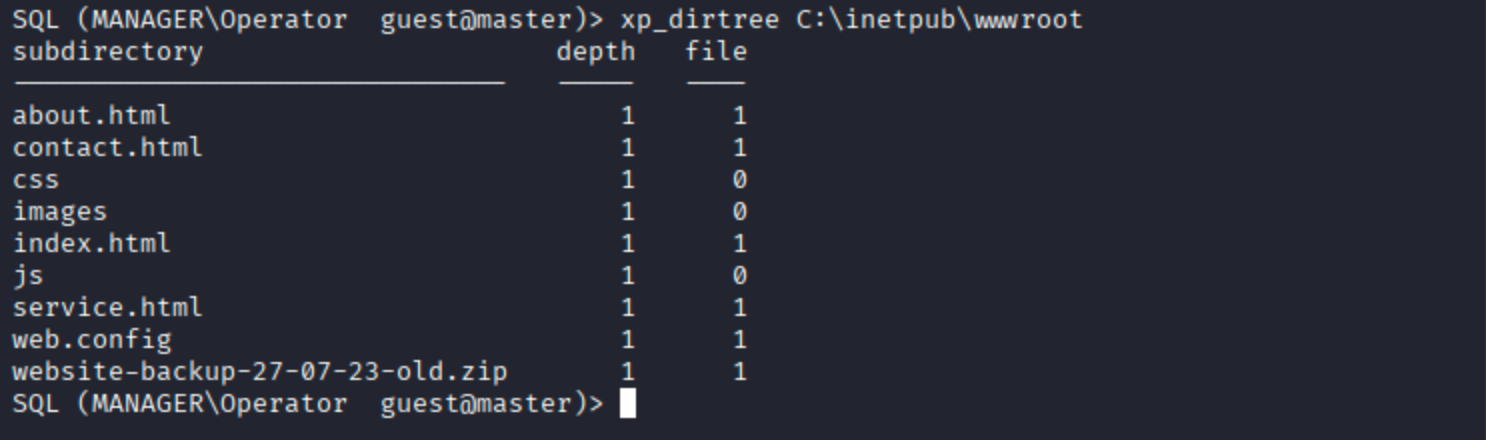 SQL (MANAGER\Operator  guest@master)> xp_dirtree C:\inetpub\wwwroot
subdirectory                      depth   file
about.html                            1      1
contact.html                          1      1
css                                   1      0
images                                1      0
index.html                            1      1
js                                    1      0
service.html                          1      1
web.config                            1      1
website-backup-27-07-23-old.zip       1      1
SQL (MANAGER\Operator  guest@master)>